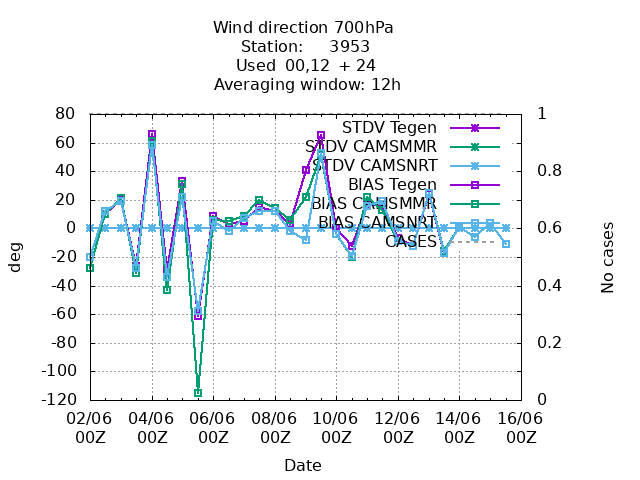 Wind direction 700hPa
Station: 3953
Used 00,12 + 24
Averaging window: 12h
80
60
40
20
0
-20
-40
-60
-80
-100
-120
deg
STDV Tegen
STDV CAMSMMR
STDV CAMSNRT
BIAS Tegen
BIAS CAMSMMR
BIAS CAMSNRT
CASES
1
0.8
0.6
0.4
0.2
0
No cases
02/06 04/06 06/06 08/06 10/06 12/06 14/06 16/06
00Z 00Z 00Z 00Z 00Z 00Z 00Z 00Z
Date